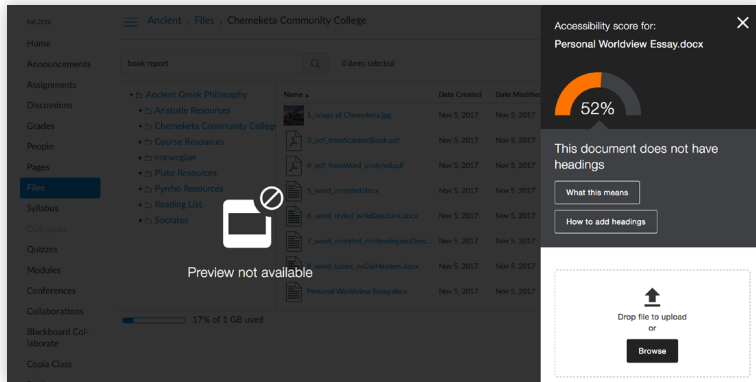 Fall 2016
Home
Announcements
Assignments
Discussions
Grades
People
Pages
Files
Syllabus
Outcomes
Quizzes
Modules
Conferences
Collaborations
Blackboard Col-
laborate
Copia Class
Ancient › Files › Chemeketa Community College
book report
0 items selected
Ancient Greek Philosophy
Aristotle Resources
Chemeketa Community College
Course Resources
norwegian
Plato Resources
Pyrrho Resources
Reading List
Socrates
17% of 1 GB used
Name Date Created Date Modified
1_Image of Chemeketa.jpg Nov 5, 2017 Nov 5, 2017
3_pdf_fromScannedBook.pdf Nov 5, 2017 Nov 5, 2017
4_pdf_fromWord_unstyled.pdf Nov 5, 2017 Nov 5, 2017
5_word_unstyled.docx Nov 5, 2017 Nov 5, 2017
6_word_styled_wNoDescLink.docx Nov 5, 2017 Nov 5, 2017
7_word_unstyled_noHeadingnoDesc... Nov 5, 2017 Nov 5, 2017
8_word_tables_noColHeaders.docx Nov 5, 2017 Nov 5, 2017
Personal Worldview Essay.docx Nov 5, 2017 Nov 5, 2017
Preview not available
Accessibility score for:
Personal Worldview Essay.docx
52%
This document does not have
headings
What this means
How to add headings
Drop file to upload
or
Browse